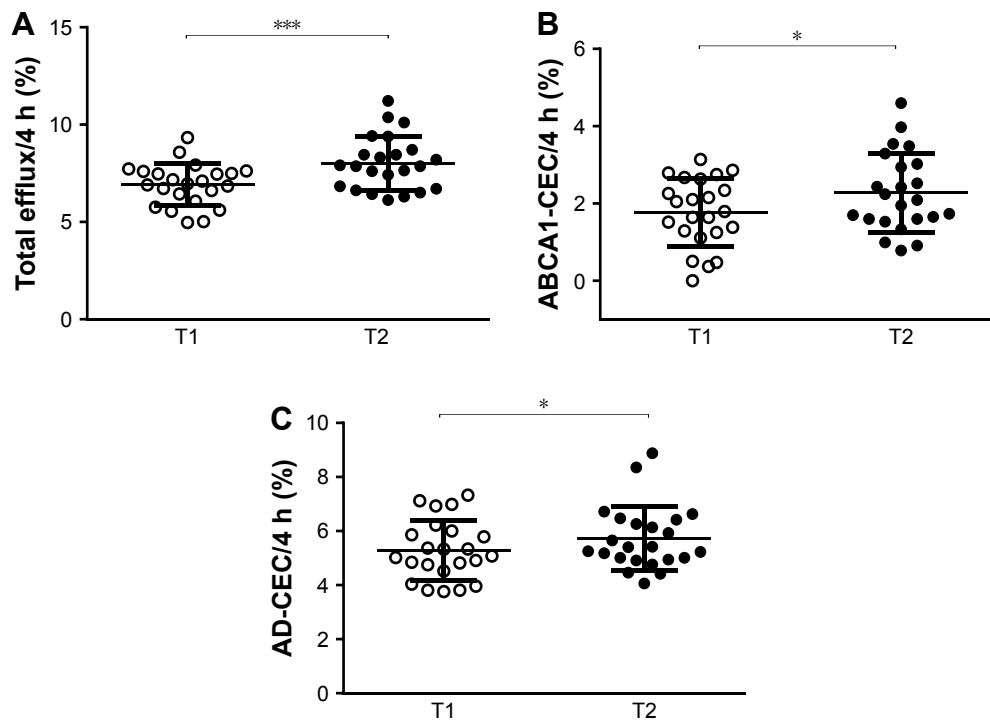 A
Total efflux/4 h (%)
15
10
5
0
***
T1
T2
B
ABCA1-CEC/4 h (%)
6
4
2
0
*
T1
T2
C
AD-CEC/4 h (%)
10
8
6
4
2
0
*
T1
T2